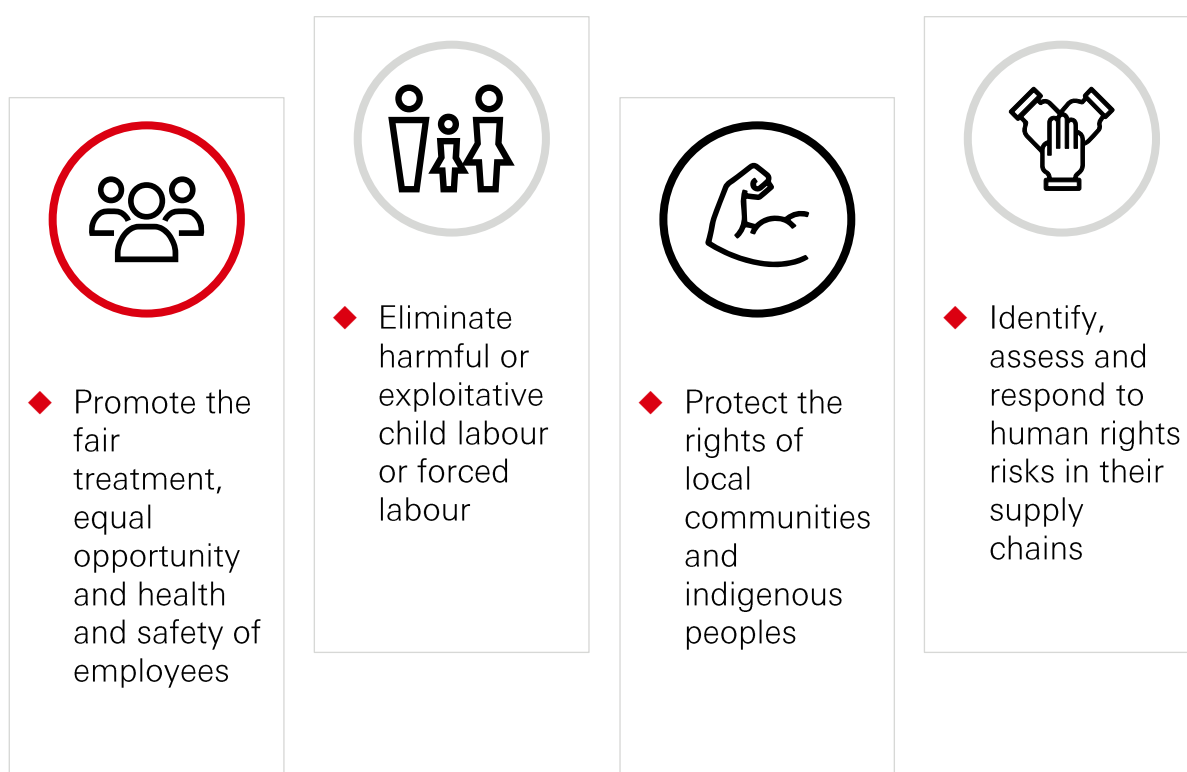 Promote the
fair
treatment,
equal
opportunity
and health
and safety of
employees
Eliminate
harmful or
exploitative
child labour
or forced
labour
Protect the
rights of
local
communities
and
indigenous
peoples
Identify,
assess and
respond to
human rights
risks in their
supply
chains